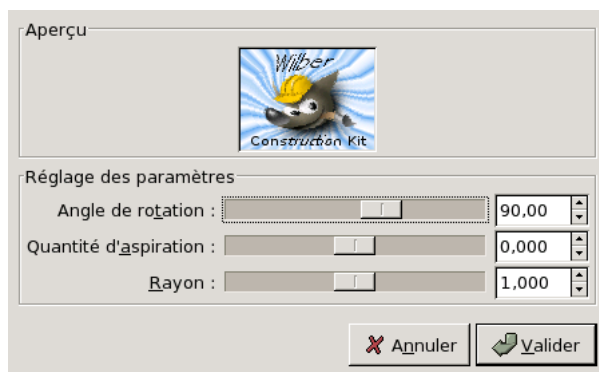 Aperçu
Wilber
Construction Kit
Réglage des paramètres
Angle de rotation : 90,00
Quantité d'aspiration : 0,000
Rayon : 1,000
Annuler Valider